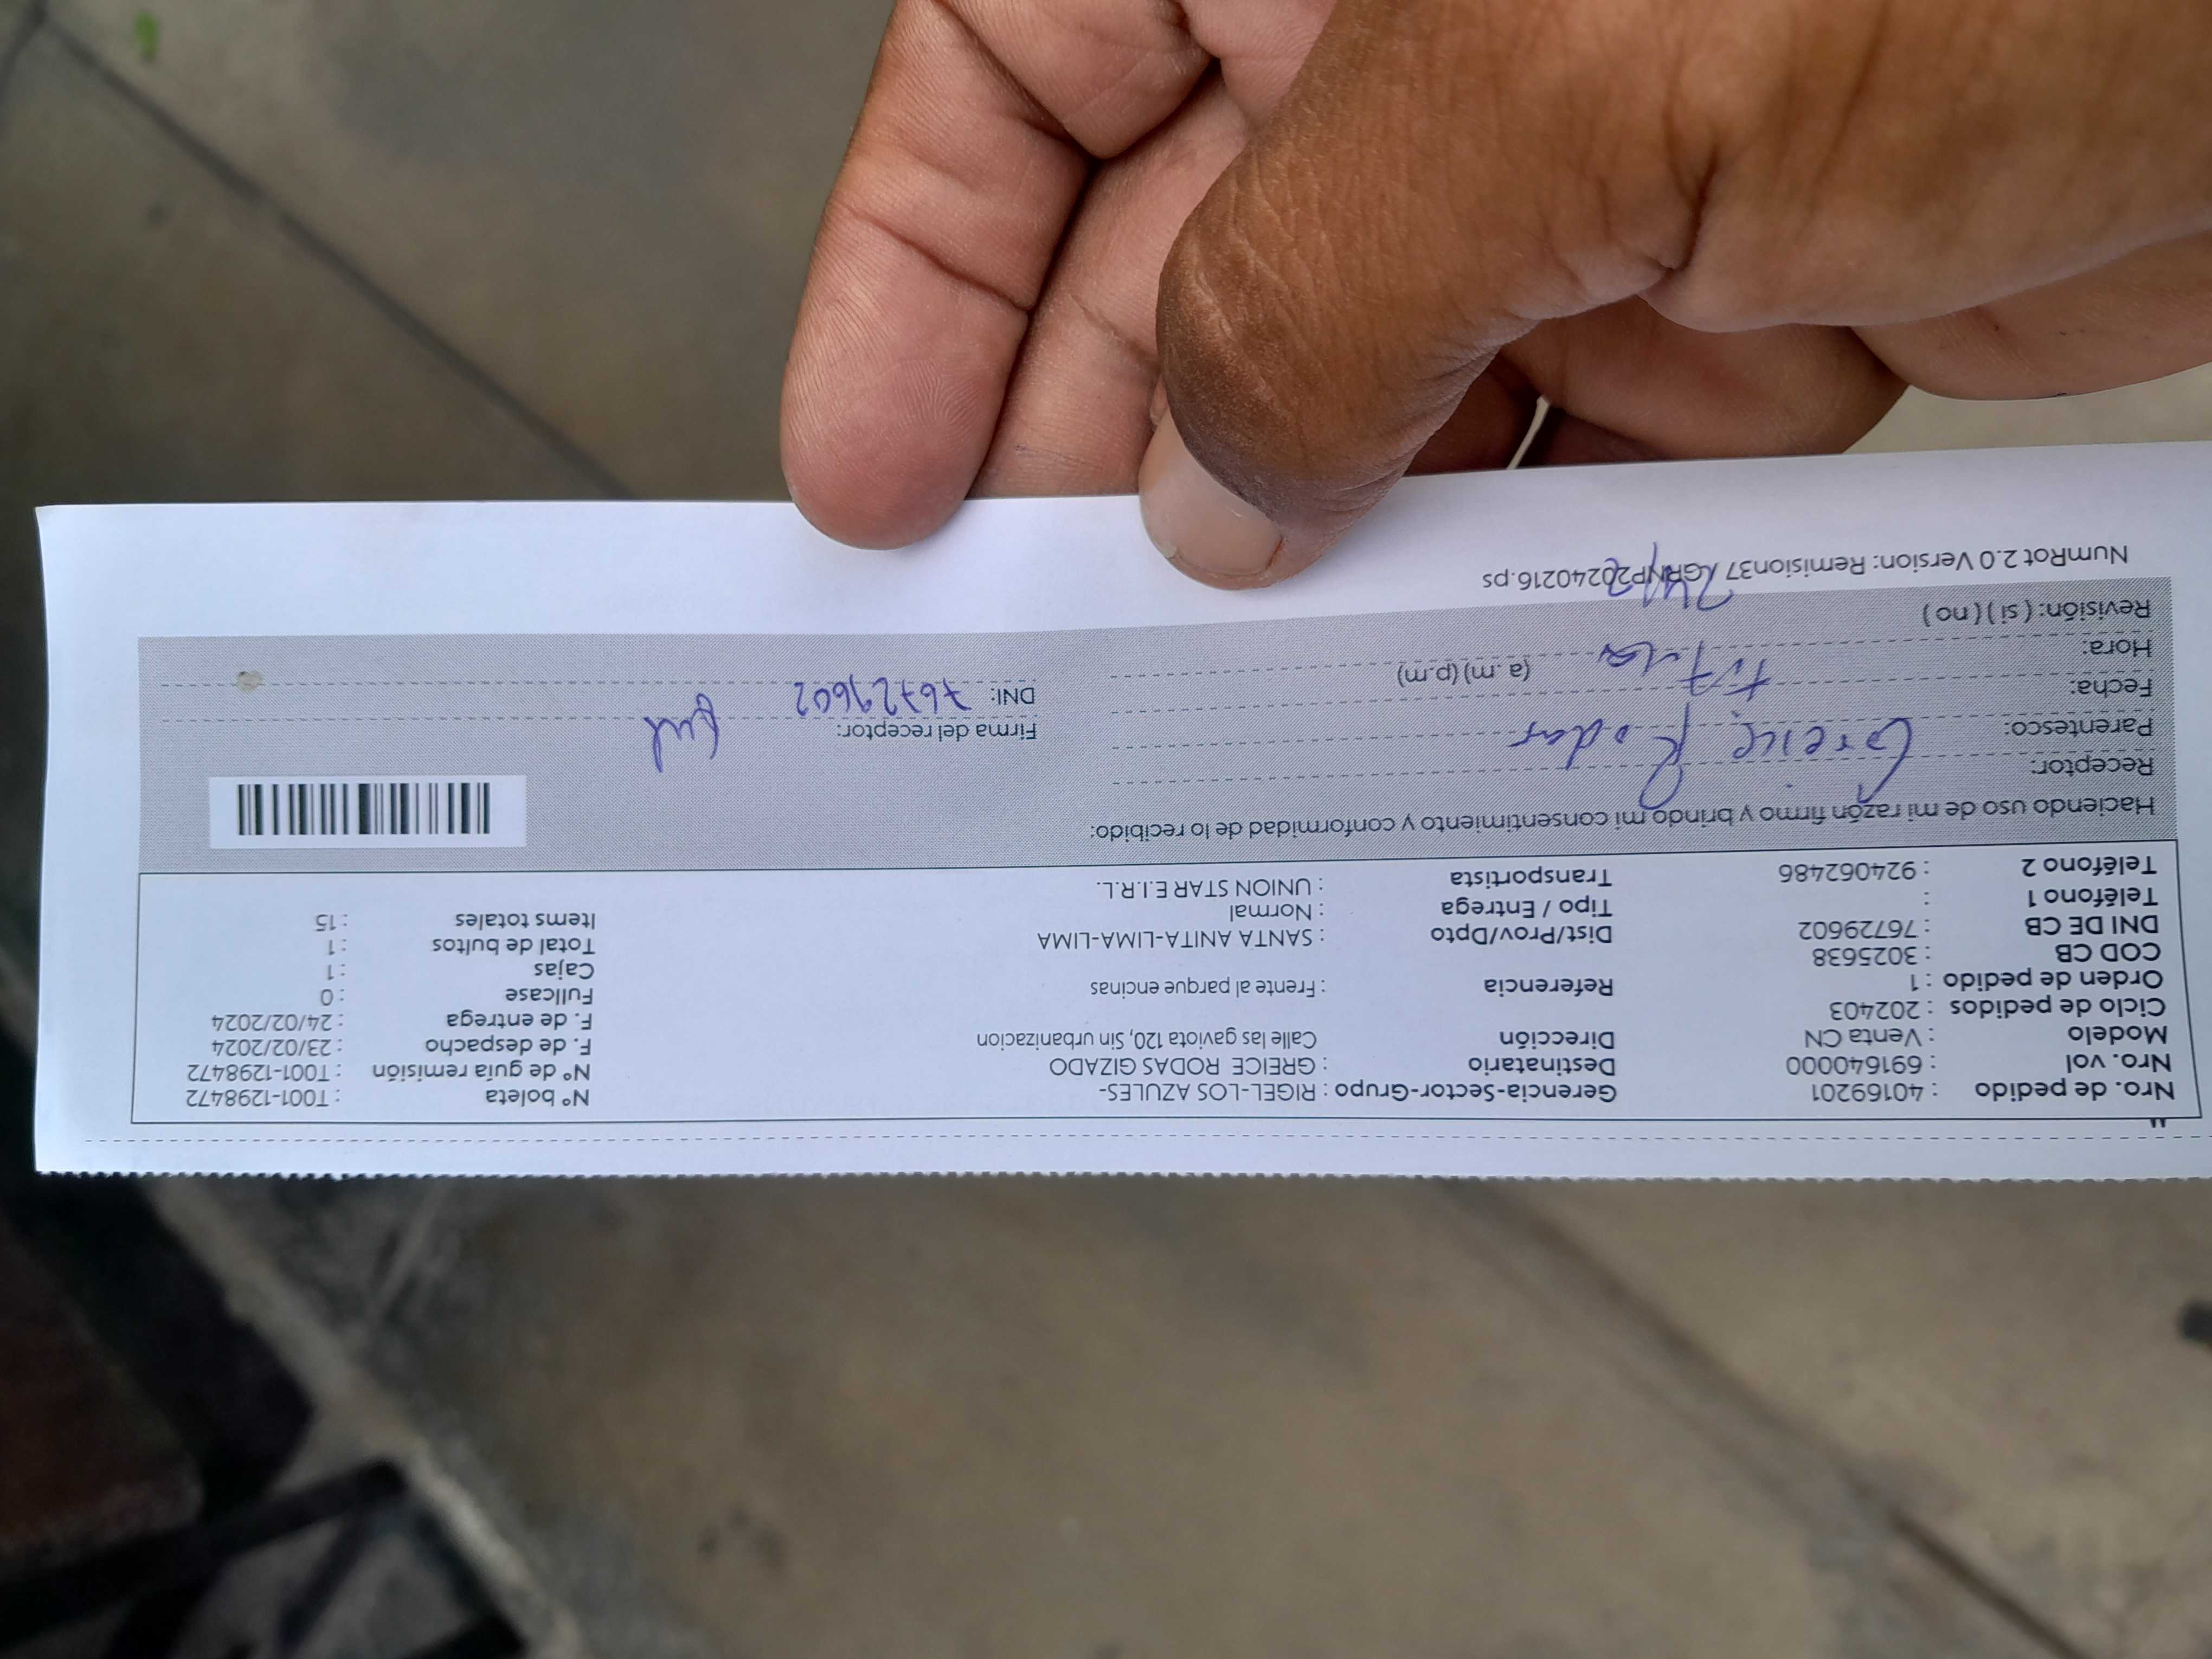 Nro. de pedido : 40169201 Gerencia-Sector-Grupo : RIGEL-LOS AZULES- N° boleta : T001-1298472
Nro. vol : 691640000 Destinatario : GREICE RODAS GIZADO N° de guía remisión : T001-1298472
Modelo : Venta CN Dirección Calle las gaviota 120, Sin urbanizacion F. de despacho : 23/02/2024
Ciclo de pedidos : 202403 F. de entrega : 24/02/2024
Orden de pedido : 1 Referencia : Frente al parque encinas Fullcase : 0
COD CB : 3025638 Cajas : 1
DNI DE CB : 76729602 Dist/Prov/Dpto : SANTA ANITA-LIMA-LIMA Total de bultos : 1
Teléfono 1 : Tipo / Entrega : Normal Items totales : 15
Teléfono 2 : 924062486 Transportista : UNION STAR E.I.R.L.
Haciendo uso de mi razón firmo y brindo mi consentimiento y conformidad de lo recibido:
Receptor:
Parentesco: Greice Rodas Firma del receptor:
Fecha: DNI: 76729602
Hora: Titular (a. m) (p.m)
Revisión: ( si ) ( no )
NumRot 2.0 Version: Remision37 / GRNP20240216.ps